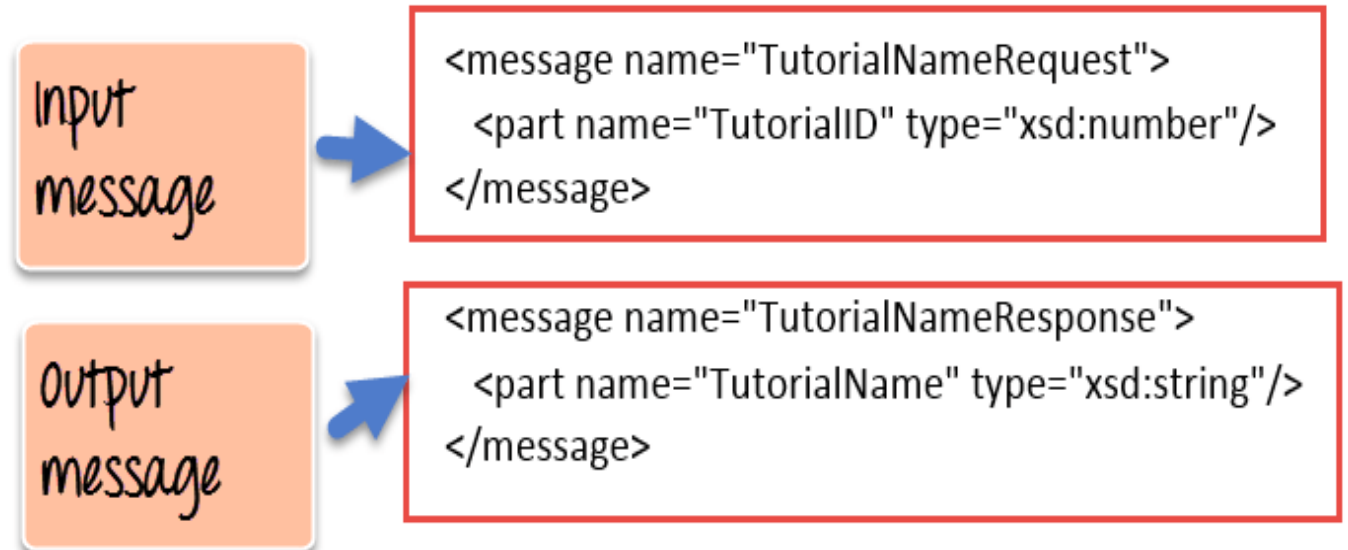 Input
message
<message name="TutorialNameRequest">
<part name="TutorialID" type="xsd:number"/>
</message>
Output
message
<message name="TutorialNameResponse">
<part name="TutorialName" type="xsd:string"/>
</message>